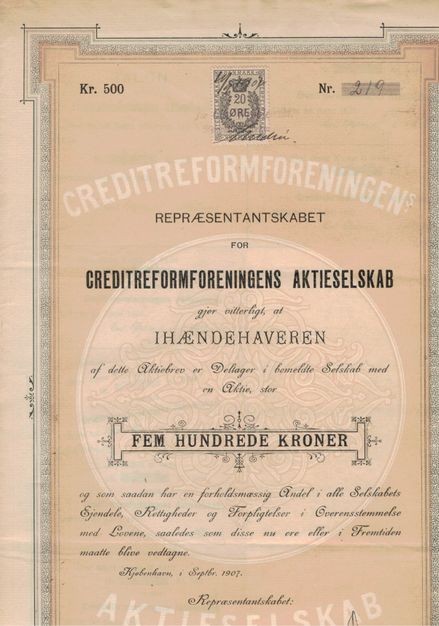 Kr. 500
Nr. 219
20
ØRE
CREDITREFORMFORENINGENs
REPRÆSENTANTSKABET
FOR
CREDITREFORMFORENINGENS AKTIESELSKAB
gjør vitterligt, at
IHÆNDEHAVEREN
af dette Aktiebrev er Deltager i bemeldte Selskab med
en Aktie, stor
FEM HUNDREDE KRONER
og som saadan har en forholdsmæssig Andel i alle Selskabets
Ejendele, Rettigheder og Forpligtelser i Overensstemmelse
med Lovene, saaledes som disse nu ere eller i Fremtiden
maatte blive vedtagne.
Kjøbenhavn, i Septbr. 1907.
Repræsentantskabet:
AKTIESELSKAB